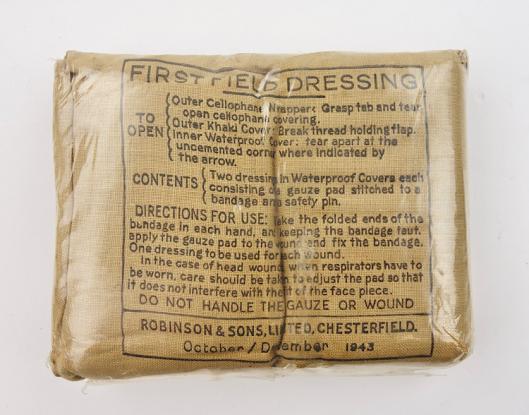 FIRST FIELD DRESSING
TO OPEN
Outer Cellophane Wrapper: Grasp tab and tear
open cellophane covering.
Outer Khaki Cover: Break thread holding flap.
Inner Waterproof Cover: tear apart at the
uncemented corner where indicated by
the arrow.
CONTENTS
Two dressings in Waterproof Covers each
consisting of a gauze pad stitched to a
bandage and safety pin.
DIRECTIONS FOR USE: Take the folded ends of the
bandage in each hand, and keeping the bandage taut,
apply the gauze pad to the wound and fix the bandage.
One dressing to be used for each wound.
In the case of head wounds when respirators have to
be worn, care should be taken to adjust the pad so that
it does not interfere with the fit of the face piece.
DO NOT HANDLE THE GAUZE OR WOUND
ROBINSON & SONS, LIMITED, CHESTERFIELD.
October / December 1943